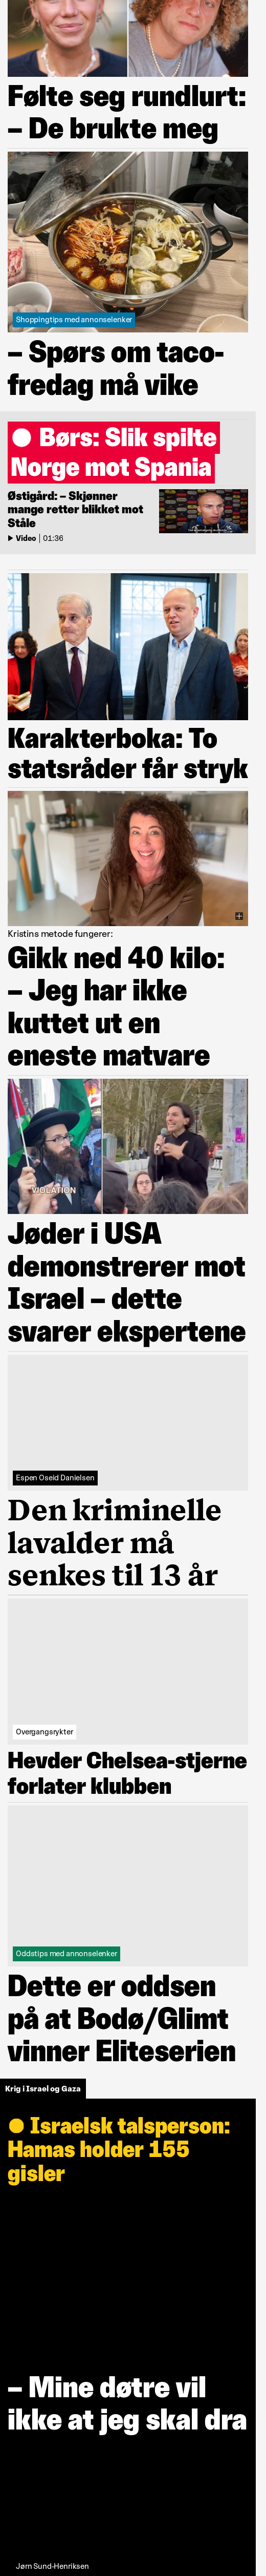 Følte seg rundlurt:
– De brukte meg
Shoppingtips med annonselenker
– Spørs om taco-
fredag må vike
Børs: Slik spilte
Norge mot Spania
Østigård: – Skjønner
mange retter blikket mot
Ståle
Video | 01:36
Karakterboka: To
statsråder får stryk
Kristins metode fungerer:
Gikk ned 40 kilo:
– Jeg har ikke
kuttet ut en
eneste matvare
VIOLATION
Jøder i USA
demonstrerer mot
Israel – dette
svarer ekspertene
Espen Oseid Danielsen
Den kriminelle
lavalder må
senkes til 13 år
Overgangsrykter
Hevder Chelsea-stjerne
forlater klubben
Oddstips med annonselenker
Dette er oddsen
på at Bodø/Glimt
vinner Eliteserien
Krig i Israel og Gaza
Israelsk talsperson:
Hamas holder 155
gisler
– Mine døtre vil
ikke at jeg skal dra
Jørn Sund-Henriksen